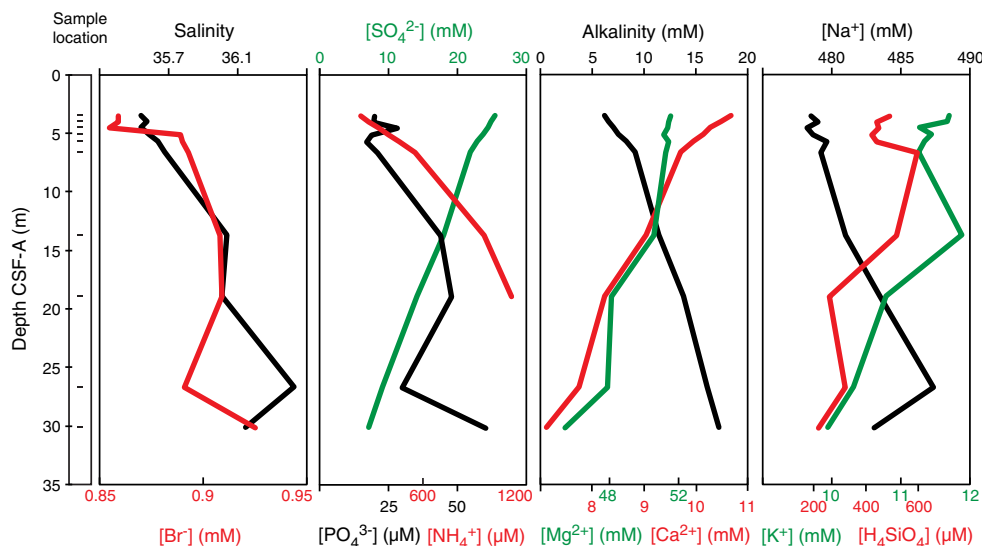 Sample
location
Salinity
[SO₄²⁻] (mM)
Alkalinity (mM)
[Na⁺] (mM)
35.7 36.1
0 10 20 30
0 5 10 15 20
480 485 490
0
5
10
15
20
25
30
35
Depth CSF-A (m)
0.85 0.9 0.95
25 600 50 1200
48 52
8 9 10 11
10 11 12
200 400 600
[Br⁻] (mM)
[PO₄³⁻] (µM) [NH₄⁺] (µM)
[Mg²⁺] (mM) [Ca²⁺] (mM)
[K⁺] (mM) [H₄SiO₄] (µM)